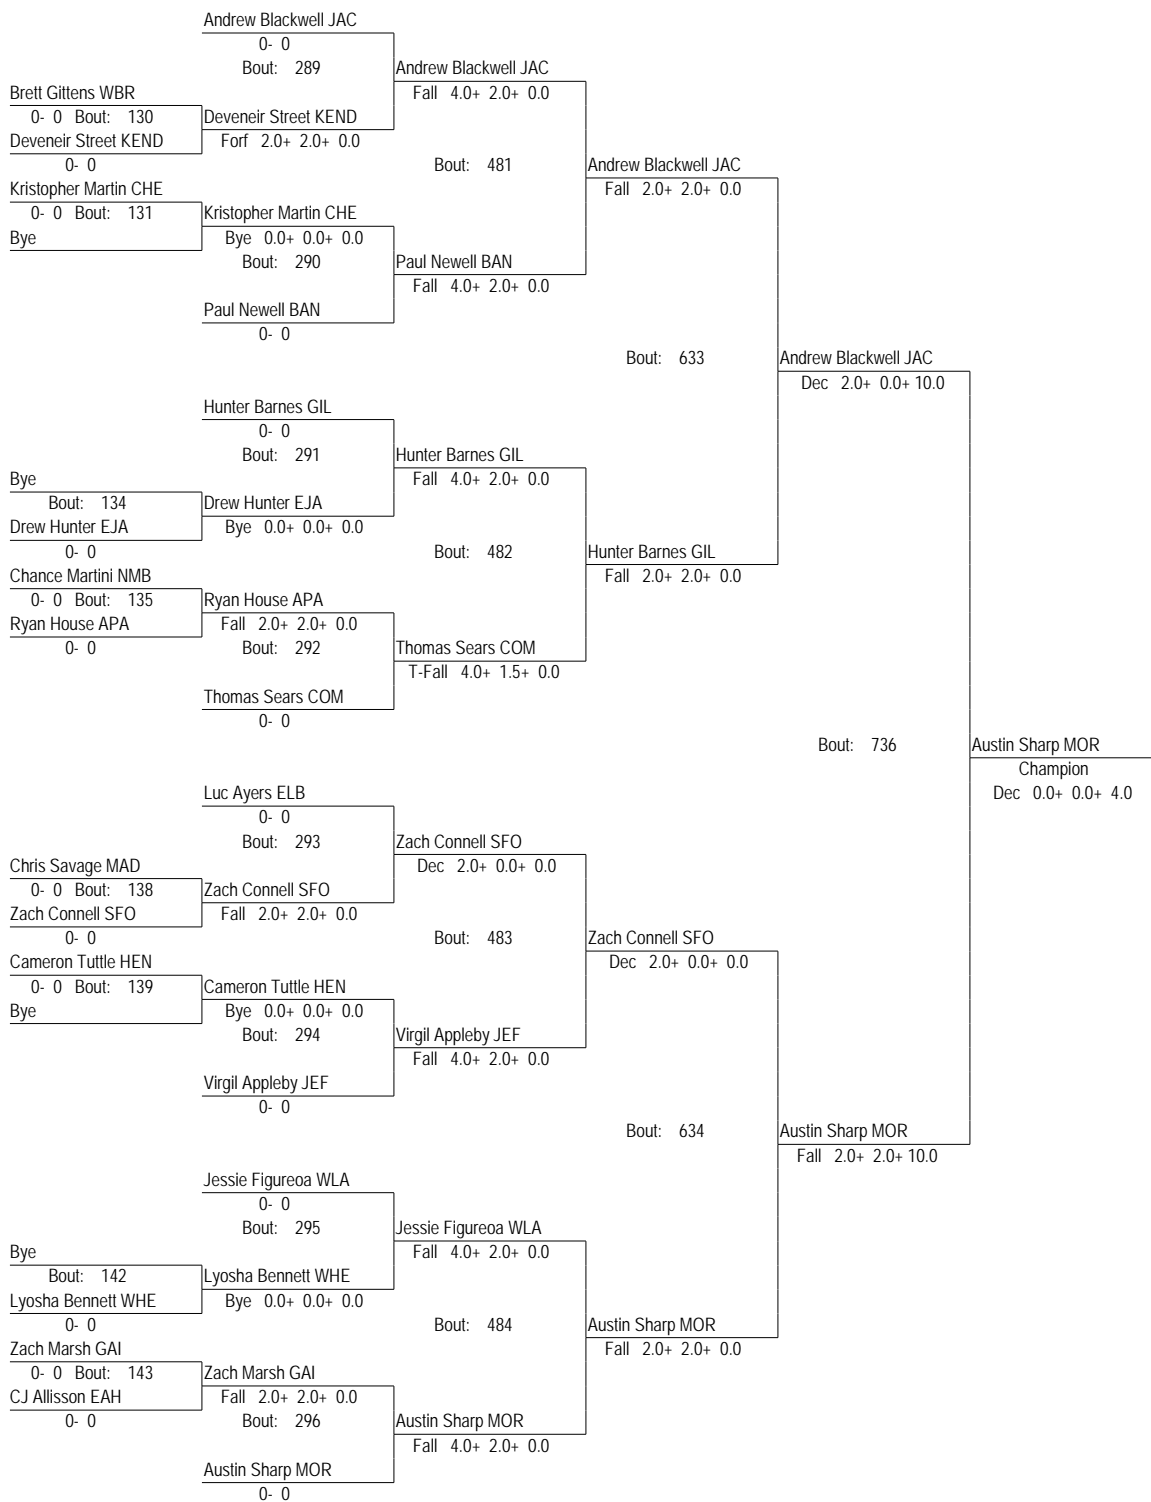 Andrew Blackwell JAC
0- 0
Bout: 289
Andrew Blackwell JAC
Brett Gittens WBR
Fall 4.0+ 2.0+ 0.0
0- 0 Bout: 130
Deveneir Street KEND
Deveneir Street KEND
Forf 2.0+ 2.0+ 0.0
0- 0
Bout: 481
Andrew Blackwell JAC
Kristopher Martin CHE
Fall 2.0+ 2.0+ 0.0
0- 0 Bout: 131
Kristopher Martin CHE
Bye
Bye 0.0+ 0.0+ 0.0
Bout: 290
Paul Newell BAN
Fall 4.0+ 2.0+ 0.0
Paul Newell BAN
0- 0
Bout: 633
Andrew Blackwell JAC
Dec 2.0+ 0.0+ 10.0
Hunter Barnes GIL
0- 0
Bout: 291
Hunter Barnes GIL
Bye
Fall 4.0+ 2.0+ 0.0
Bout: 134
Drew Hunter EJA
Drew Hunter EJA
Bye 0.0+ 0.0+ 0.0
0- 0
Bout: 482
Hunter Barnes GIL
Chance Martini NMB
Fall 2.0+ 2.0+ 0.0
0- 0 Bout: 135
Ryan House APA
Ryan House APA
Fall 2.0+ 2.0+ 0.0
0- 0
Bout: 292
Thomas Sears COM
T-Fall 4.0+ 1.5+ 0.0
Thomas Sears COM
0- 0
Bout: 736
Austin Sharp MOR
Champion
Luc Ayers ELB
Dec 0.0+ 0.0+ 4.0
0- 0
Bout: 293
Zach Connell SFO
Chris Savage MAD
Dec 2.0+ 0.0+ 0.0
0- 0 Bout: 138
Zach Connell SFO
Zach Connell SFO
Fall 2.0+ 2.0+ 0.0
0- 0
Bout: 483
Zach Connell SFO
Cameron Tuttle HEN
Dec 2.0+ 0.0+ 0.0
0- 0 Bout: 139
Cameron Tuttle HEN
Bye
Bye 0.0+ 0.0+ 0.0
Bout: 294
Virgil Appleby JEF
Fall 4.0+ 2.0+ 0.0
Virgil Appleby JEF
0- 0
Bout: 634
Austin Sharp MOR
Fall 2.0+ 2.0+ 10.0
Jessie Figureoa WLA
0- 0
Bout: 295
Jessie Figureoa WLA
Bye
Fall 4.0+ 2.0+ 0.0
Bout: 142
Lyosha Bennett WHE
Lyosha Bennett WHE
Bye 0.0+ 0.0+ 0.0
0- 0
Bout: 484
Austin Sharp MOR
Zach Marsh GAI
Fall 2.0+ 2.0+ 0.0
0- 0 Bout: 143
Zach Marsh GAI
CJ Allisson EAH
Fall 2.0+ 2.0+ 0.0
0- 0
Bout: 296
Austin Sharp MOR
Fall 4.0+ 2.0+ 0.0
Austin Sharp MOR
0- 0